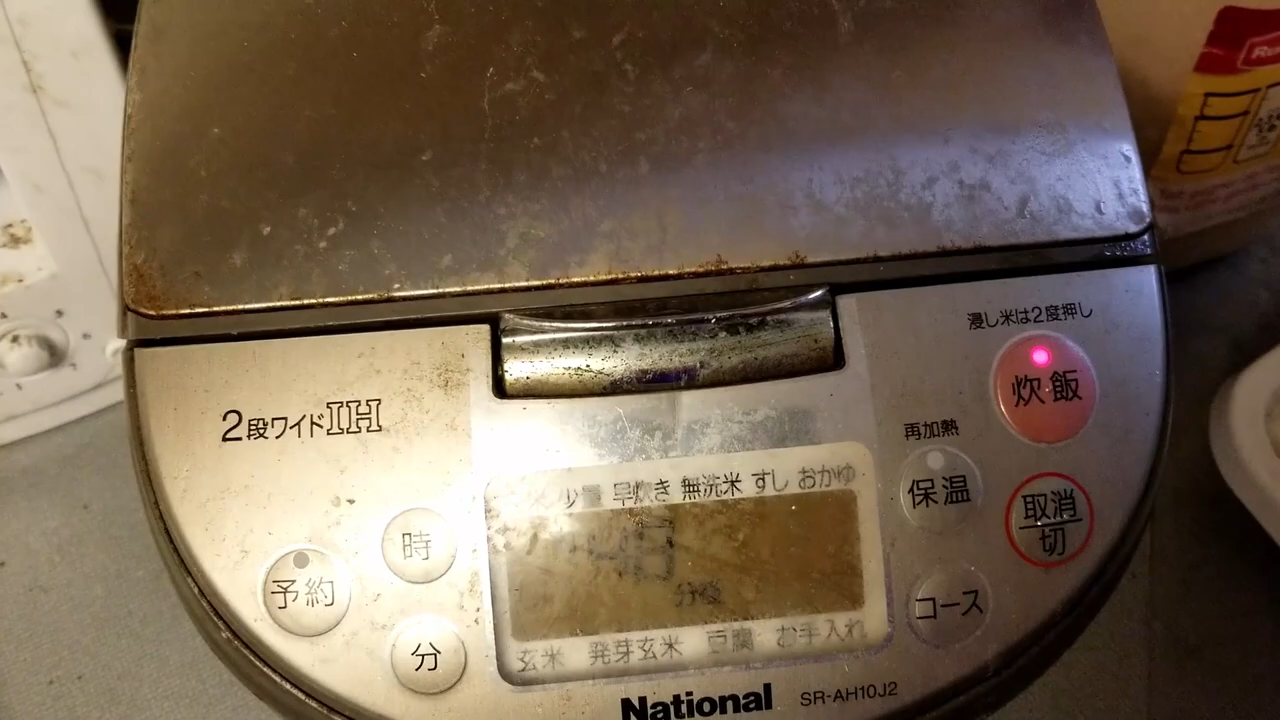 浸し米は2度押し
炊飯
2段ワイドIH
再加熱
保温
取消
切
少量 早炊き 無洗米 すし おかゆ
時
予約
分
分後
コース
玄米 発芽玄米 豆腐 お手入れ
National SR-AH10J2